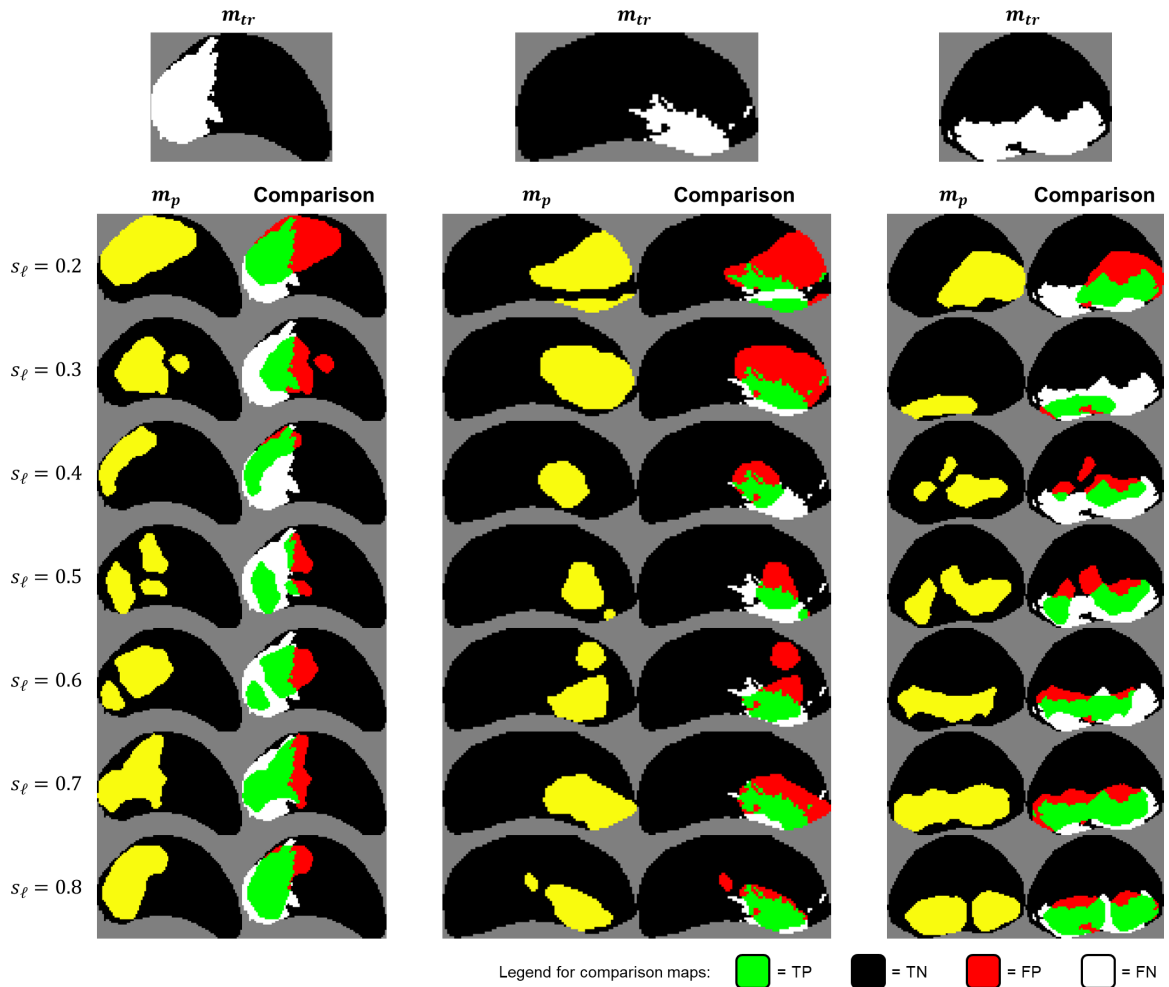 m_tr m_tr m_tr
m_p Comparison m_p Comparison m_p Comparison
s_ℓ = 0.2
s_ℓ = 0.3
s_ℓ = 0.4
s_ℓ = 0.5
s_ℓ = 0.6
s_ℓ = 0.7
s_ℓ = 0.8
Legend for comparison maps: = TP = TN = FP = FN